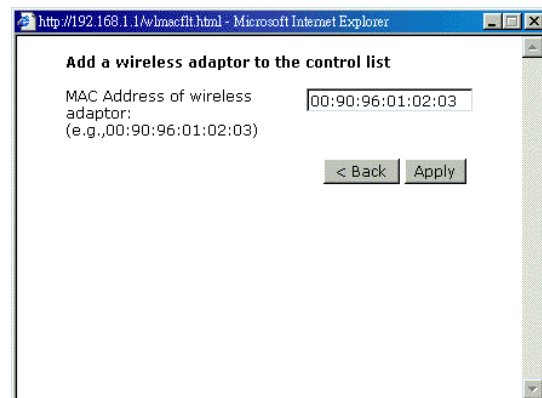 http://192.168.1.1/wlmacflt.html - Microsoft Internet Explorer
Add a wireless adaptor to the control list
MAC Address of wireless
adaptor:
(e.g.,00:90:96:01:02:03)
00:90:96:01:02:03
< Back
Apply